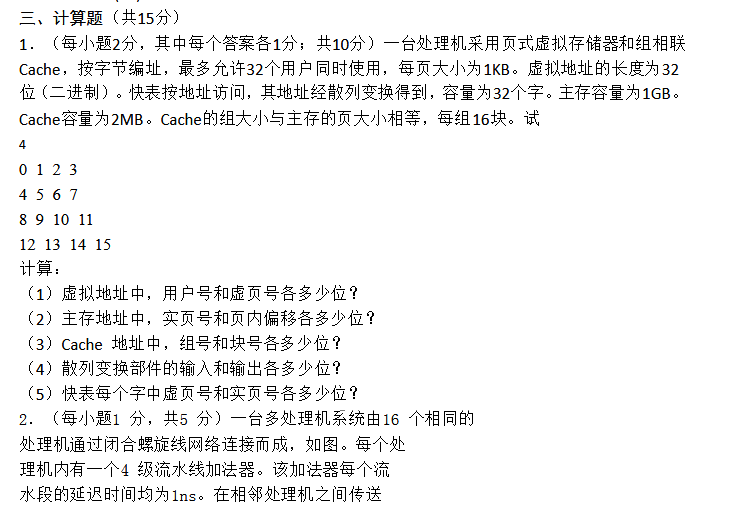 三、计算题（共15分）
1．（每小题2分，其中每个答案各1分；共10分）一台处理机采用页式虚拟存储器和组相联
Cache，按字节编址，最多允许32个用户同时使用，每页大小为1KB。虚拟地址的长度为32
位（二进制）。快表按地址访问，其地址经散列变换得到，容量为32个字。主存容量为1GB。
Cache容量为2MB。Cache的组大小与主存的页大小相等，每组16块。试
4
0 1 2 3
4 5 6 7
8 9 10 11
12 13 14 15
计算：
（1）虚拟地址中，用户号和虚页号各多少位？
（2）主存地址中，实页号和页内偏移各多少位？
（3）Cache 地址中，组号和块号各多少位？
（4）散列变换部件的输入和输出各多少位？
（5）快表每个字中虚页号和实页号各多少位？
2．（每小题1 分，共5 分）一台多处理机系统由16 个相同的
处理机通过闭合螺旋线网络连接而成，如图。每个处
理机内有一个4 级流水线加法器。该加法器每个流
水段的延迟时间均为1ns。在相邻处理机之间传送